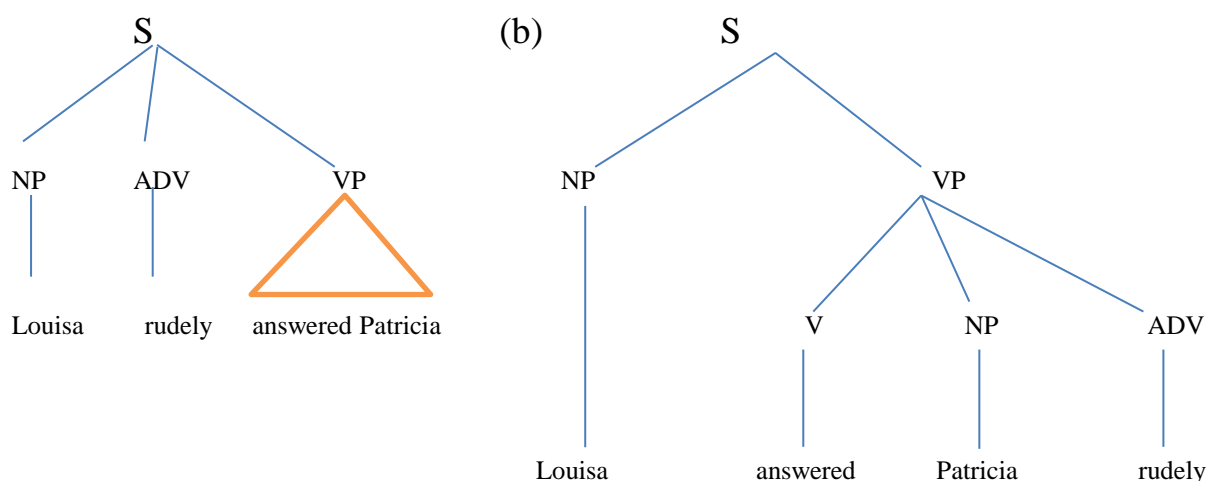 S (b) S
NP ADV VP NP VP
Louisa rudely answered Patricia V NP ADV
Louisa answered Patricia rudely